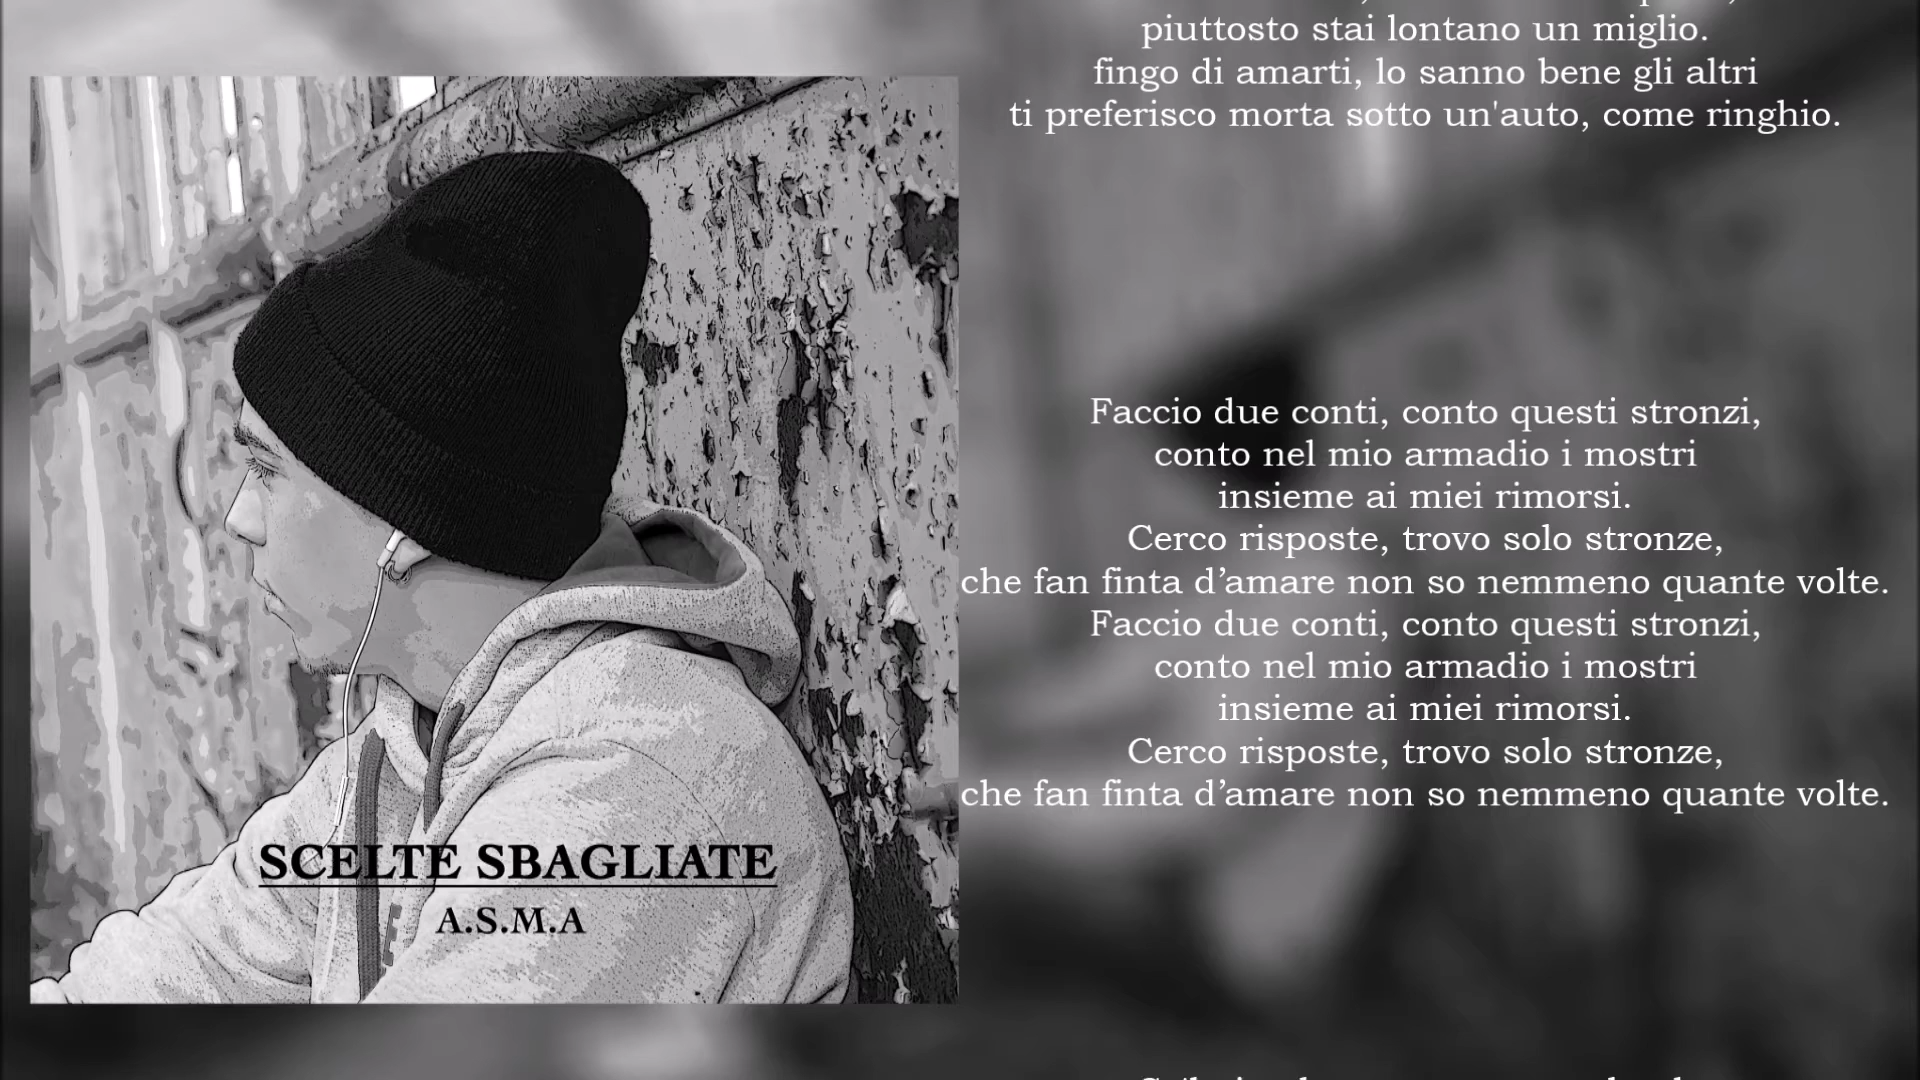 piuttosto stai lontano un miglio.
fingo di amarti, lo sanno bene gli altri
ti preferisco morta sotto un'auto, come ringhio.
Faccio due conti, conto questi stronzi,
conto nel mio armadio i mostri
insieme ai miei rimorsi.
Cerco risposte, trovo solo stronze,
che fan finta d’amare non so nemmeno quante volte.
Faccio due conti, conto questi stronzi,
conto nel mio armadio i mostri
insieme ai miei rimorsi.
Cerco risposte, trovo solo stronze,
che fan finta d’amare non so nemmeno quante volte.
SCELTE SBAGLIATE
A.S.M.A